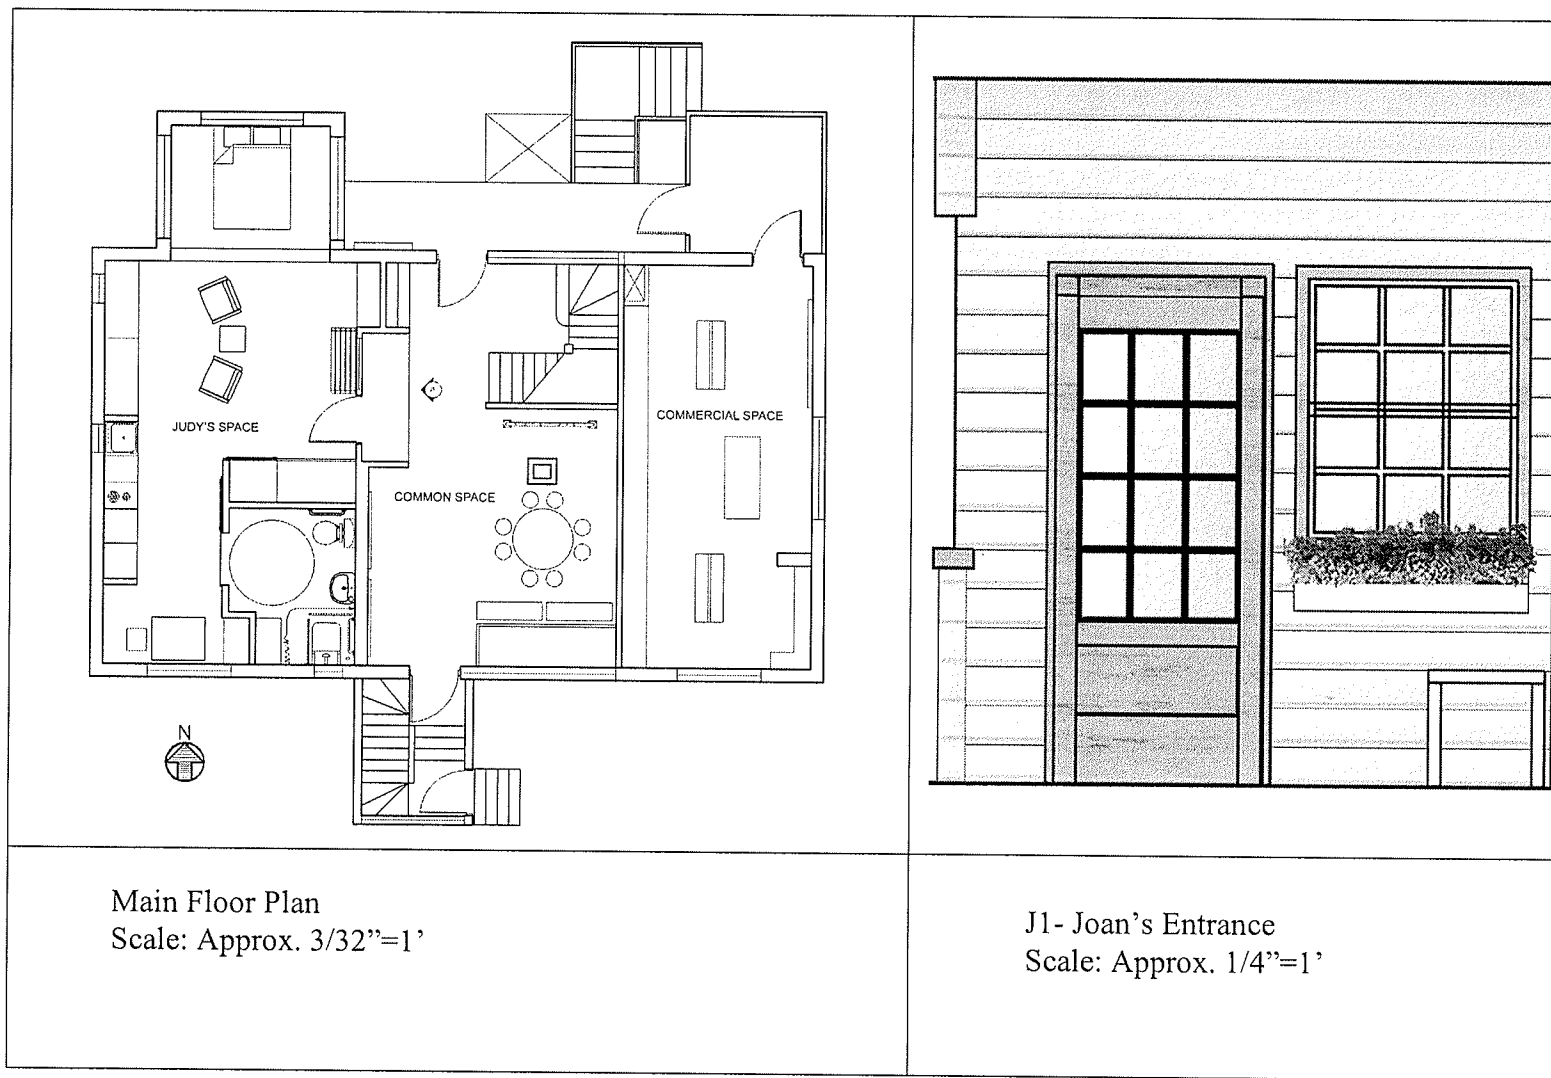 JUDY'S SPACE
COMMERCIAL SPACE
COMMON SPACE
N
Main Floor Plan
Scale: Approx. 3/32”=1’
J1- Joan’s Entrance
Scale: Approx. 1/4”=1’